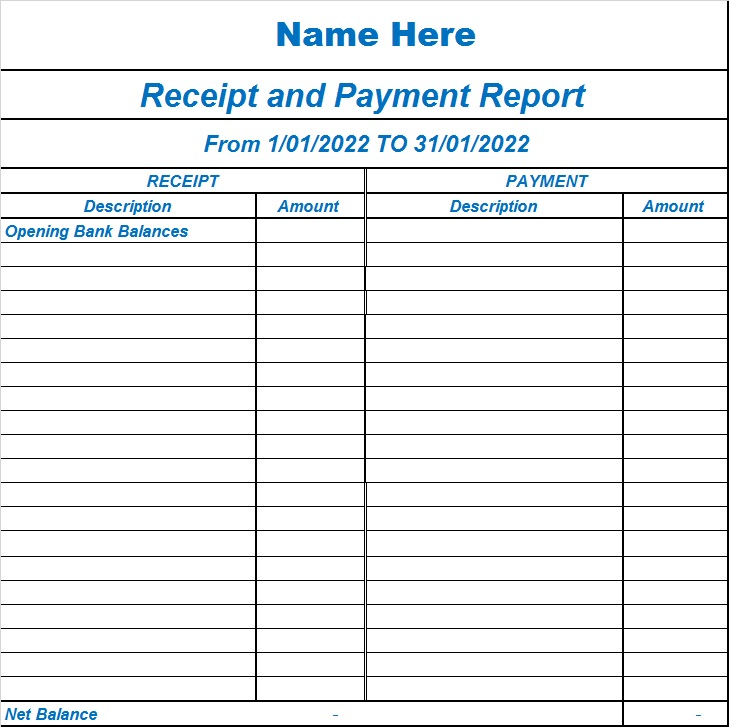 Name Here
Receipt and Payment Report
From 1/01/2022 TO 31/01/2022
RECEIPT PAYMENT
Description Amount Description Amount
Opening Bank Balances
Net Balance - -